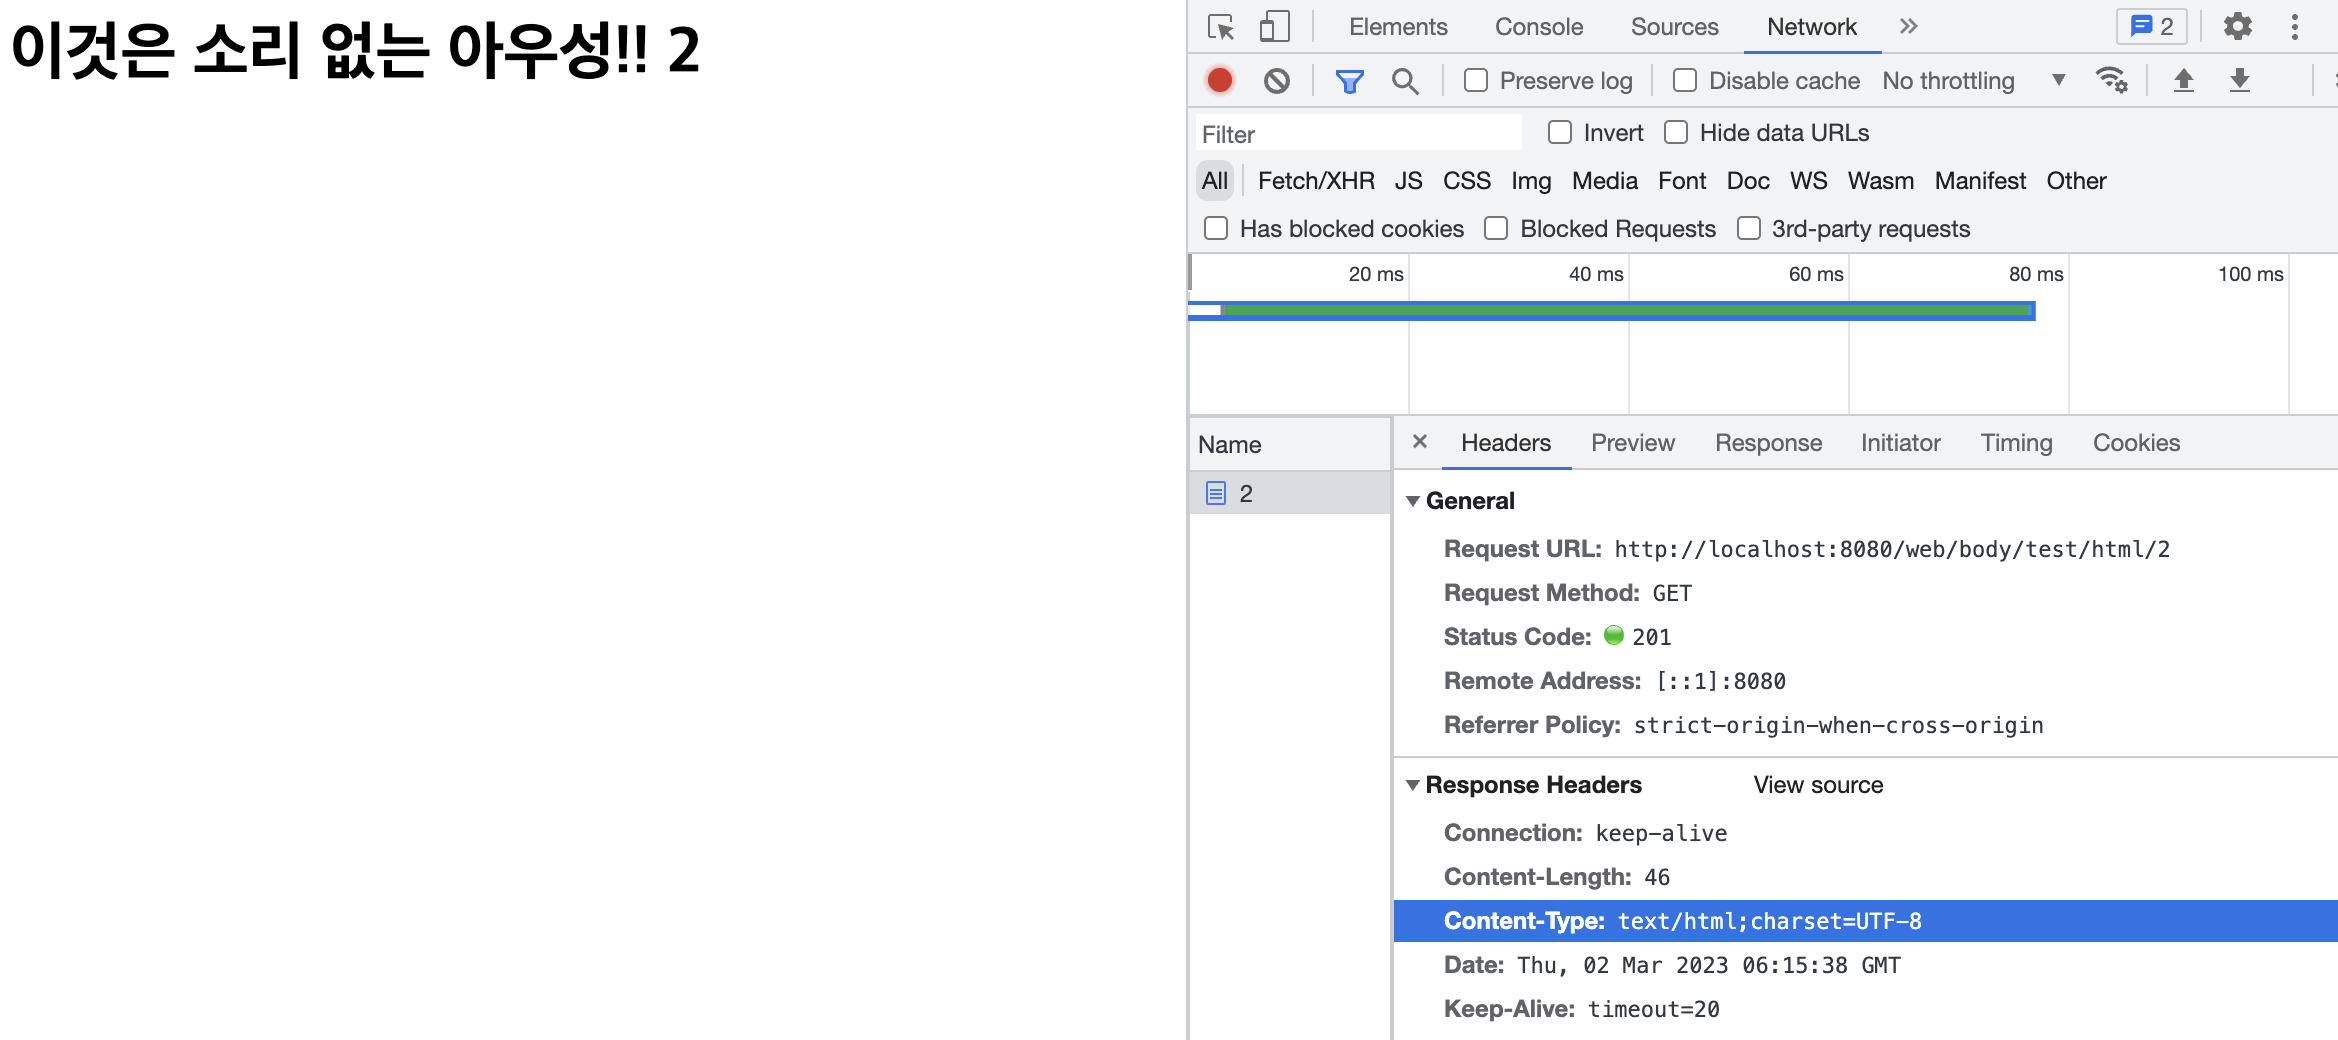 이것은 소리 없는 아우성!! 2
Elements Console Sources Network 2
Preserve log Disable cache No throttling
Filter Invert Hide data URLs
All Fetch/XHR JS CSS Img Media Font Doc WS Wasm Manifest Other
Has blocked cookies Blocked Requests 3rd-party requests
20 ms 40 ms 60 ms 80 ms 100 ms
Name
2
Headers Preview Response Initiator Timing Cookies
General
Request URL: http://localhost:8080/web/body/test/html/2
Request Method: GET
Status Code: 201
Remote Address: [::1]:8080
Referrer Policy: strict-origin-when-cross-origin
Response Headers View source
Connection: keep-alive
Content-Length: 46
Content-Type: text/html;charset=UTF-8
Date: Thu, 02 Mar 2023 06:15:38 GMT
Keep-Alive: timeout=20